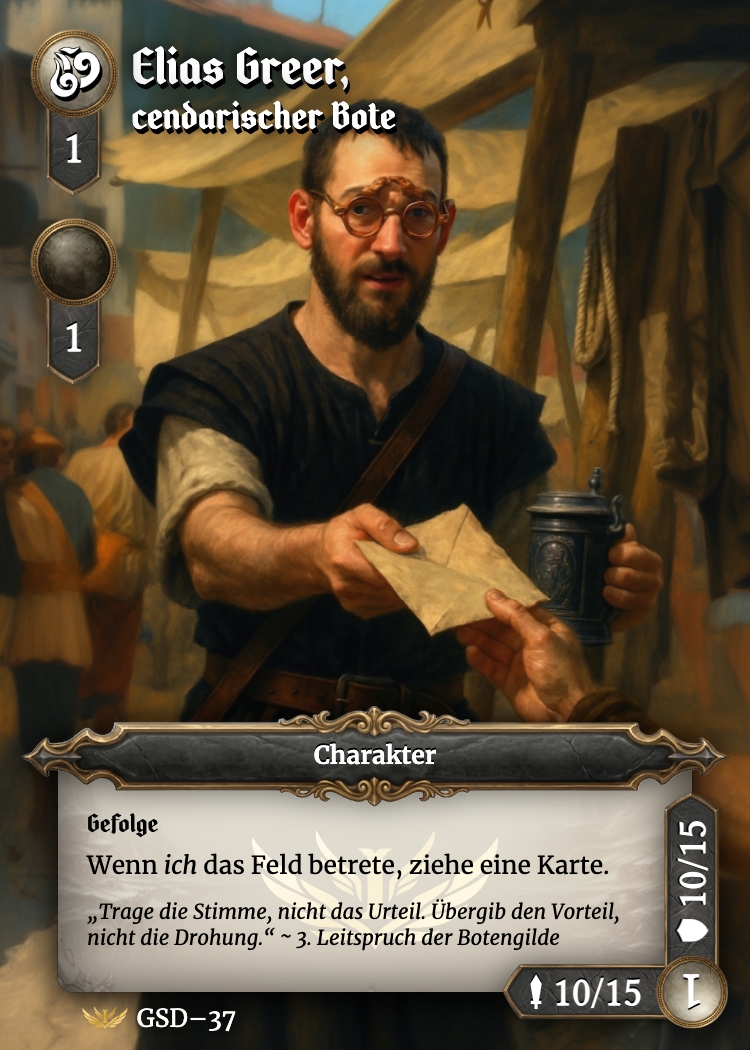 Elias Greer,
cendarischer Bote
1
1
Charakter
Gefolge
Wenn ich das Feld betrete, ziehe eine Karte.
„Trage die Stimme, nicht das Urteil. Übergib den Vorteil,
nicht die Drohung.“ ~ 3. Leitspruch der Botengilde
10/15
10/15
1
GSD–37